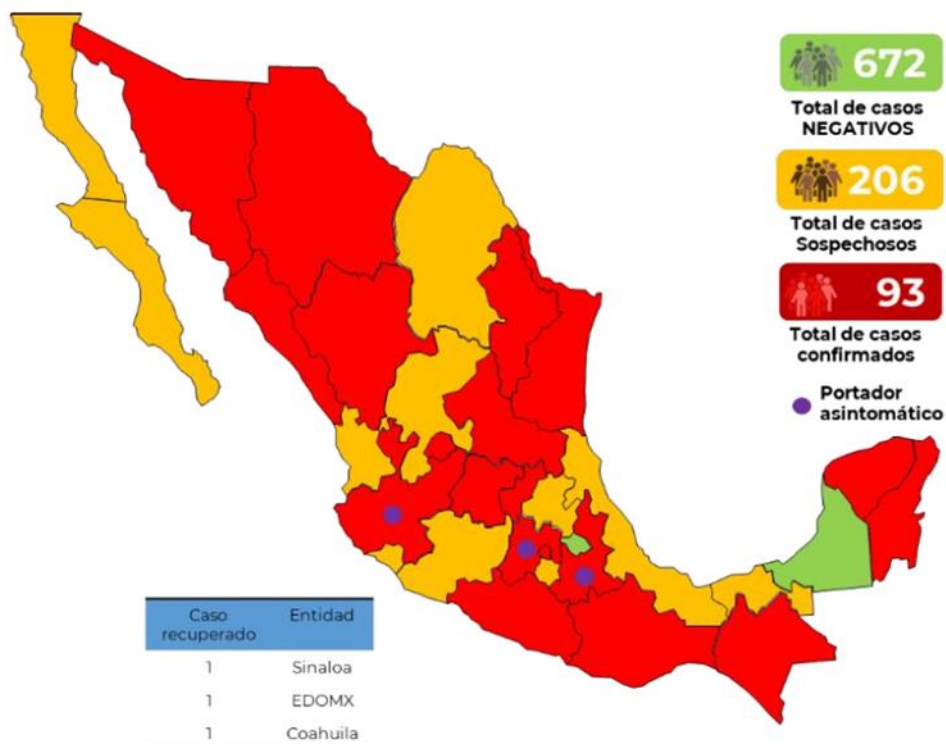 672
Total de casos
NEGATIVOS
206
Total de casos
Sospechosos
93
Total de casos
confirmados
Portador
asintomático
Caso recuperado Entidad
1 Sinaloa
1 EDOMX
1 Coahuila